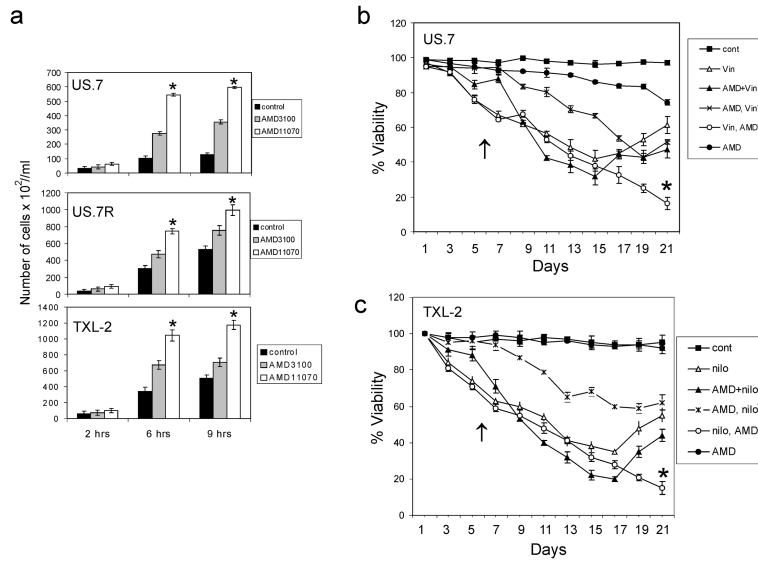 a
US.7
700
600
500
400
300
200
100
0
control
AMD3100
AMD11070
* *
US.7R
1200
1000
800
600
400
200
0
control
AMD3100
AMD11070
* *
TXL-2
1400
1200
1000
800
600
400
200
0
control
AMD3100
AMD11070
* *
2 hrs 6 hrs 9 hrs
Number of cells x 10²//ml
b
US.7
120
100
80
60
40
20
0
% Viability
1 3 5 7 9 11 13 15 17 19 21
Days
↑
*
cont
Vin
AMD+Vin
AMD, Vin
Vin, AMD
AMD
c
TXL-2
120
100
80
60
40
20
0
% Viability
1 3 5 7 9 11 13 15 17 19 21
Days
↑
*
cont
nilo
AMD+nilo
AMD, nilo
nilo, AMD
AMD